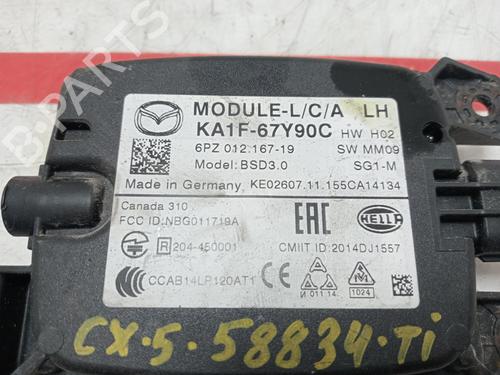 MODULE-L/C/A LH
KA1F-67Y90C HW H02
6PZ 012.167-19 SW MM09
Model: BSD3.0 SG1-M
Made in Germany KE02607.11.155CA14134
Canada 310
FCC ID:NBG011719A
R 204-450001
EAC
HELLA
CMIIT ID: 2014DJ1557
CCAB14LP120AT1
1024
CX-5-58834-Ti
B-PARTS